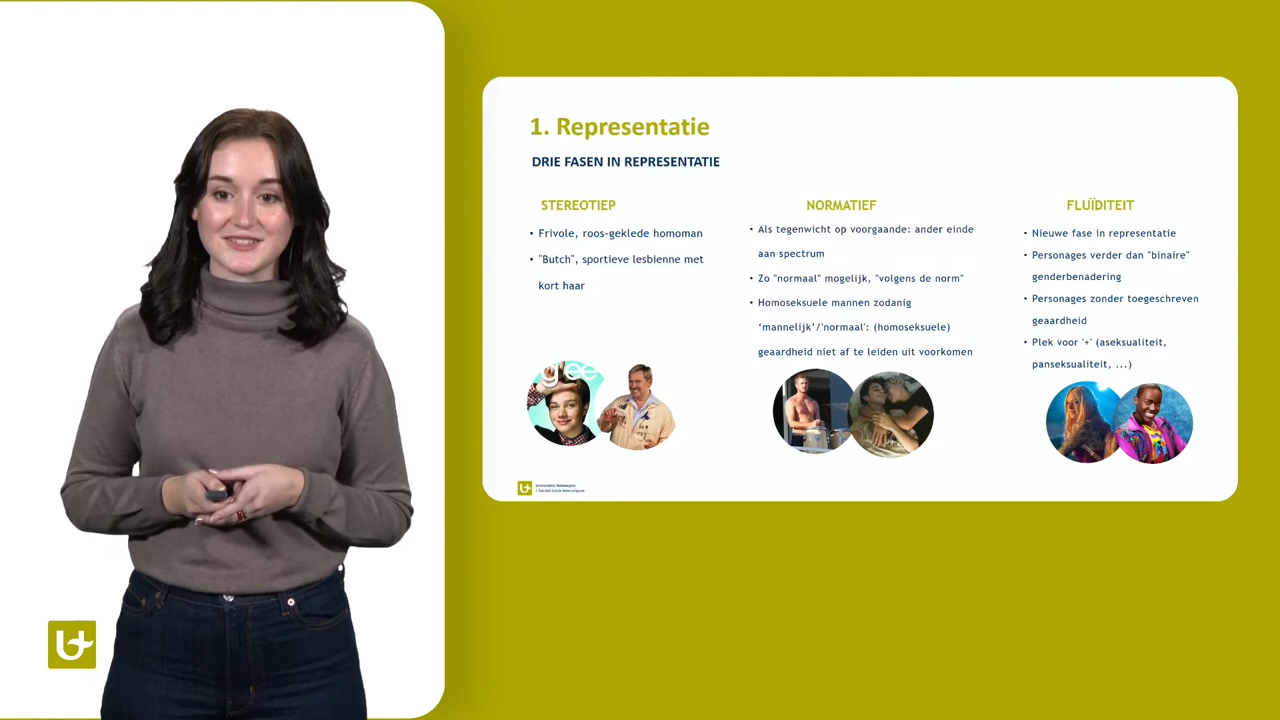 1. Representatie
DRIE FASEN IN REPRESENTATIE
STEREOTIEP
• Frivole, roos-geklede homoman
• "Butch", sportieve lesbienne met
kort haar
NORMATIEF
• Als tegenwicht op voorgaande: ander einde
aan spectrum
• Zo "normaal" mogelijk, "volgens de norm"
• Homoseksuele mannen zodanig
‘mannelijk’/'normaal': (homoseksuele)
geaardheid niet af te leiden uit voorkomen
FLUÏDITEIT
• Nieuwe fase in representatie
• Personages verder dan "binaire"
genderbenadering
• Personages zonder toegeschreven
geaardheid
• Plek voor '+' (aseksualiteit,
panseksualiteit, ...)
glee
Universiteit Antwerpen